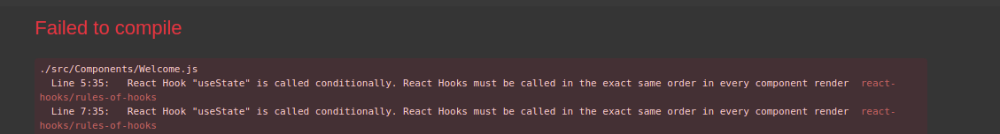 Failed to compile
./src/Components/Welcome.js
Line 5:35: React Hook "useState" is called conditionally. React Hooks must be called in the exact same order in every component render react-
hooks/rules-of-hooks
Line 7:35: React Hook "useState" is called conditionally. React Hooks must be called in the exact same order in every component render react-
hooks/rules-of-hooks